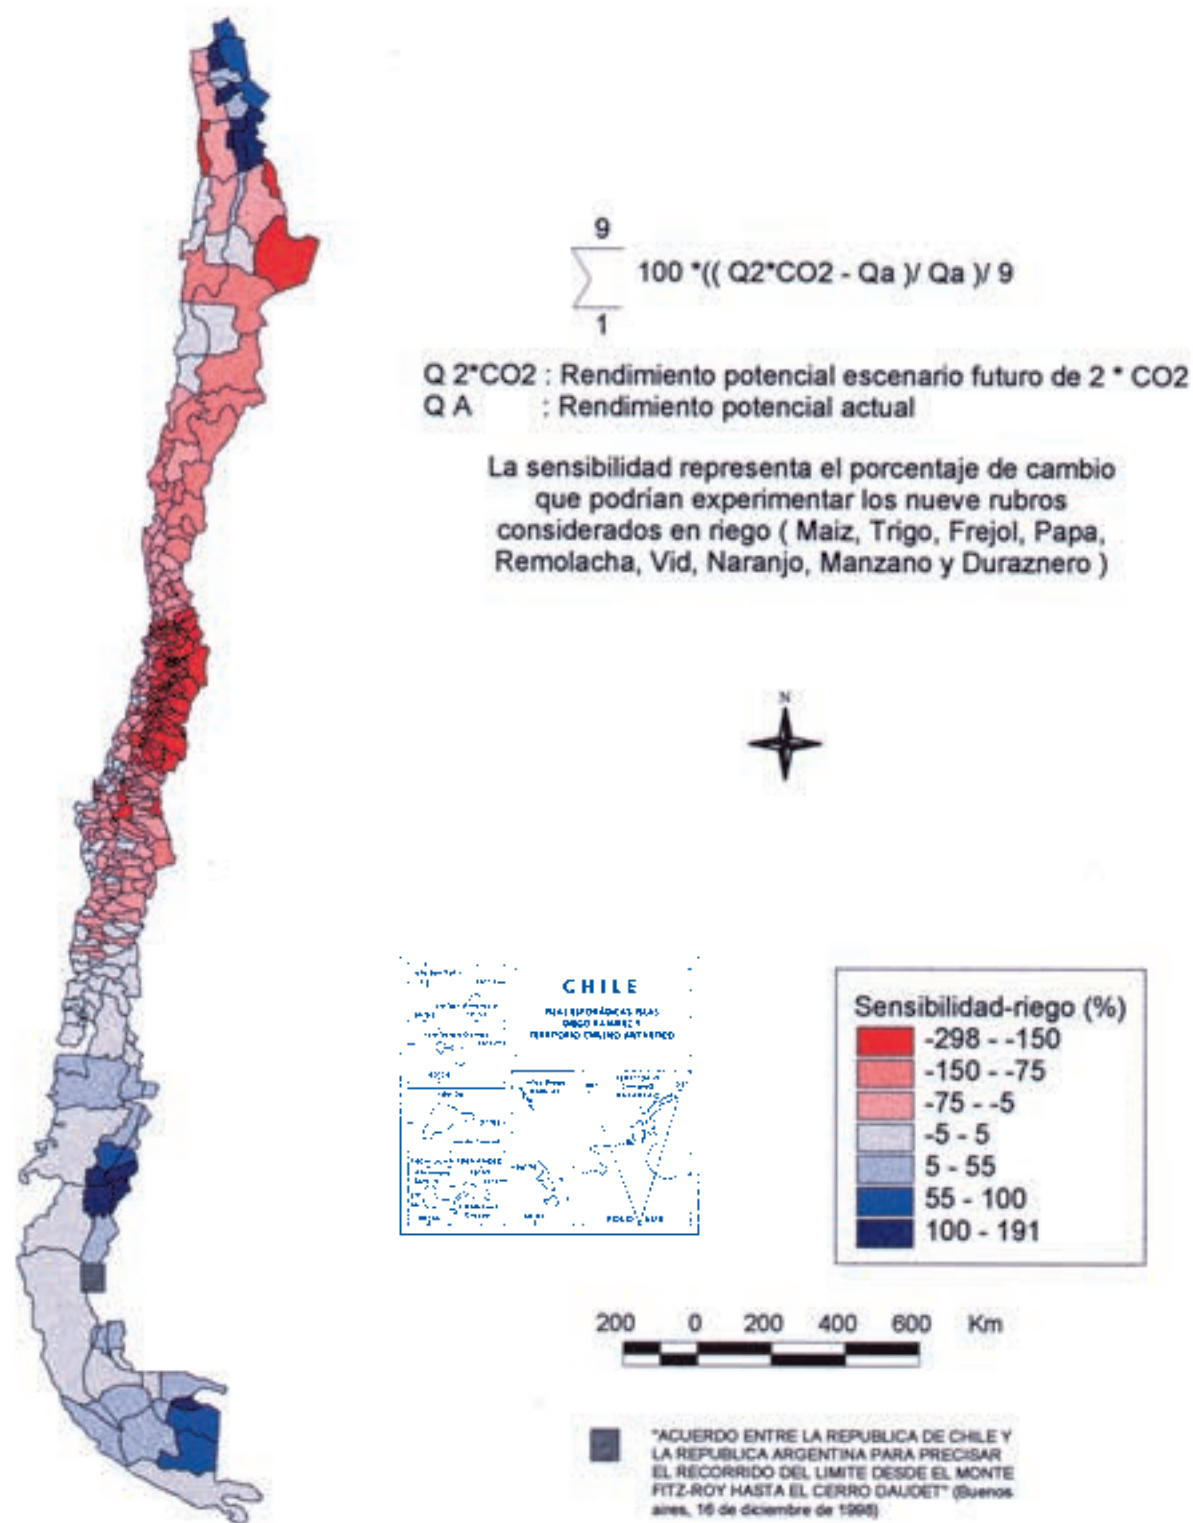 9
100 *(( Q2*CO2 - Qa )/ Qa )/ 9
1
Q 2*CO2 : Rendimiento potencial escenario futuro de 2 * CO2
Q A : Rendimiento potencial actual
La sensibilidad representa el porcentaje de cambio
que podrían experimentar los nueve rubros
considerados en riego ( Maiz, Trigo, Frejol, Papa,
Remolacha, Vid, Naranjo, Manzano y Duraznero )
N
CHILE
TERRITORIO CHILENO ANTARTICO
POLO SUR
Sensibilidad-riego (%)
-298 - -150
-150 - -75
-75 - -5
-5 - 5
5 - 55
55 - 100
100 - 191
200 0 200 400 600 Km
"ACUERDO ENTRE LA REPUBLICA DE CHILE Y
LA REPUBLICA ARGENTINA PARA PRECISAR
EL RECORRIDO DEL LIMITE DESDE EL MONTE
FITZ-ROY HASTA EL CERRO DAUDET" (Buenos
aires, 16 de diciembre de 1998)